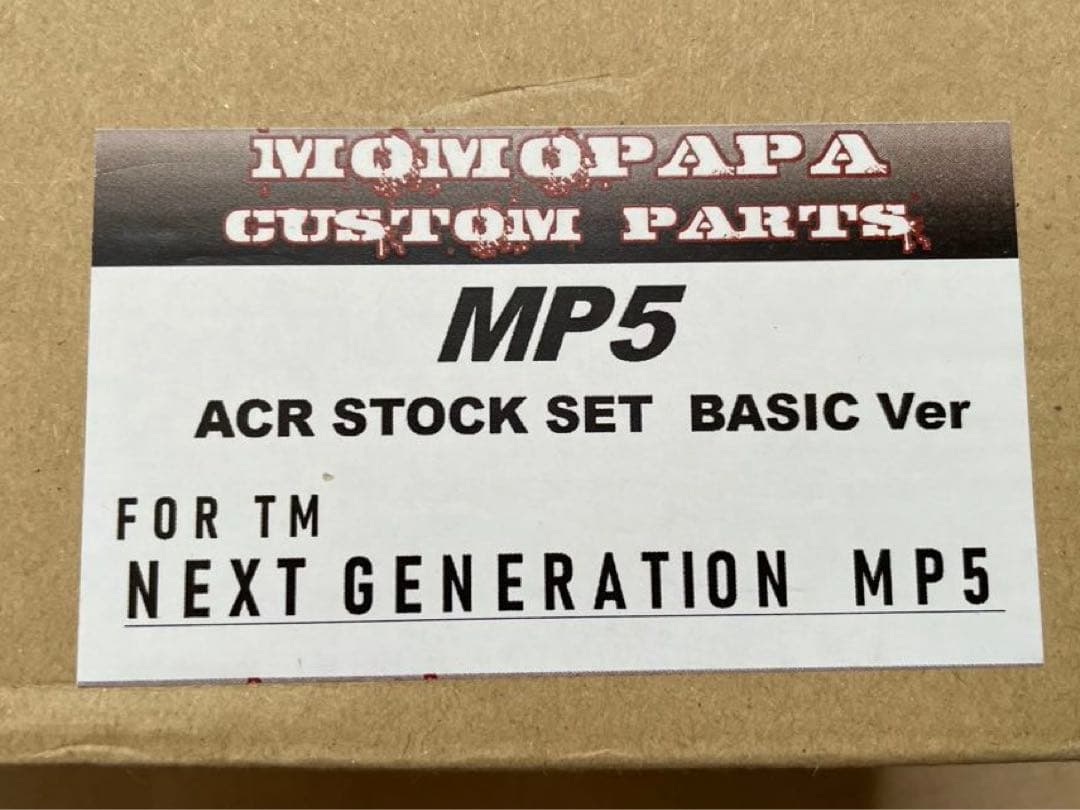 MOMOPAPA
CUSTOM PARTS
MP5
ACR STOCK SET BASIC Ver
FOR TM
NEXT GENERATION MP5